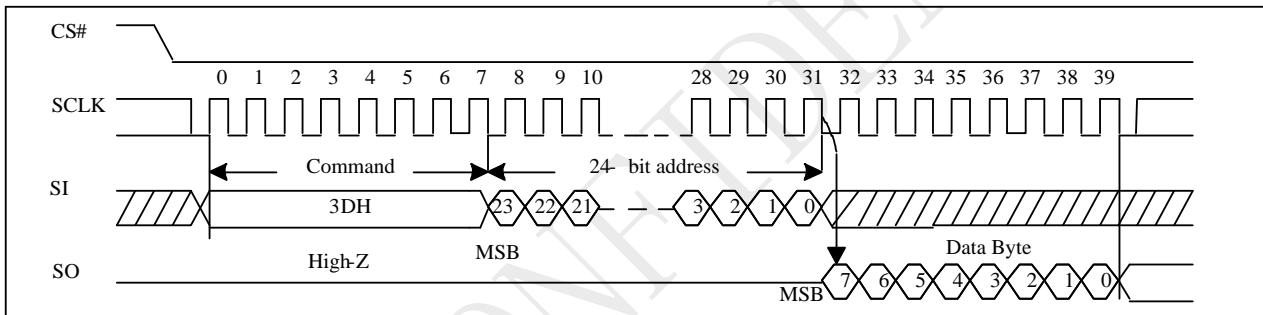 CS#
0 1 2 3 4 5 6 7 8 9 10 28 29 30 31 32 33 34 35 36 37 38 39
SCLK
Command 24- bit address
SI
3DH 23 22 21 3 2 1 0
High-Z MSB Data Byte
SO
MSB 7 6 5 4 3 2 1 0